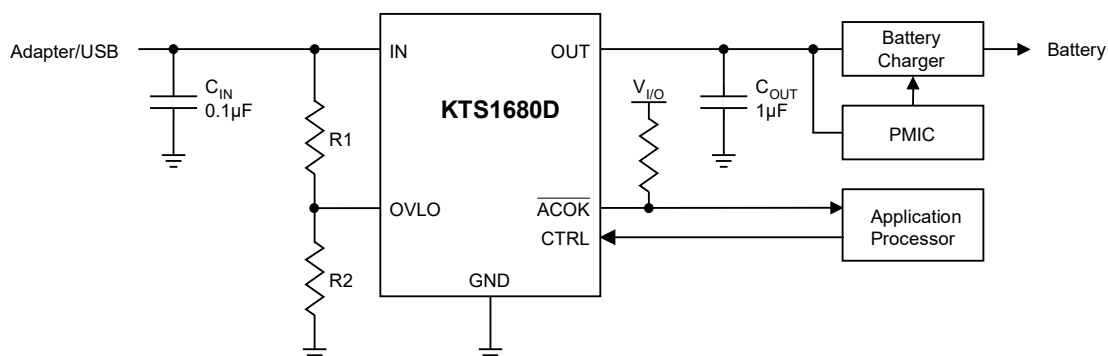 Adapter/USB
IN
OUT
Battery
Charger
Battery
C_IN
0.1µF
R1
KTS1680D
V_I/O
C_OUT
1µF
PMIC
OVLO
A̅C̅O̅K̅
CTRL
Application
Processor
R2
GND